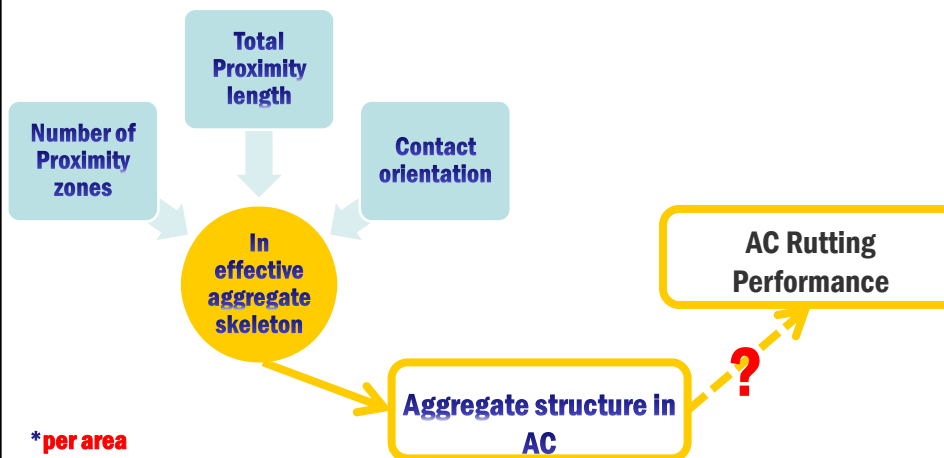 Total
Proximity
length
Number of
Proximity
zones
Contact
orientation
In
effective
aggregate
skeleton
AC Rutting
Performance
?
Aggregate structure in
AC
*per area